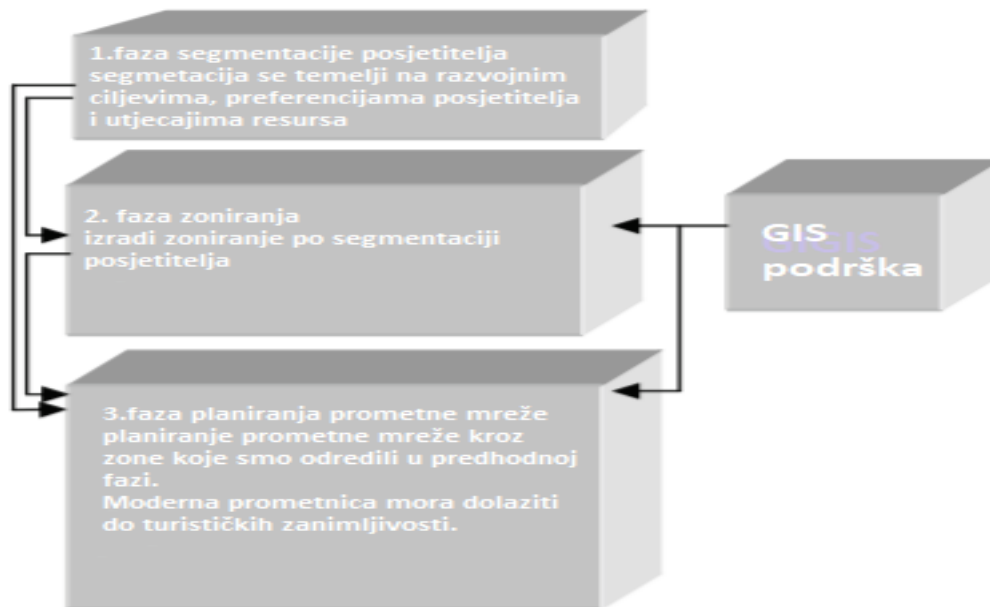 1.faza segmentacije posjetitelja
segmetacija se temelji na razvojnim
ciljevima, preferencijama posjetitelja
i utjecajima resursa
2. faza zoniranja
izradi zoniranje po segmentaciji
posjetitelja
GIS
GIGIS
podrška
3.faza planiranja prometne mreže
planiranje prometne mreže kroz
zone koje smo odredili u predhodnoj
fazi.
Moderna prometnica mora dolaziti
do turističkih zanimljivosti.